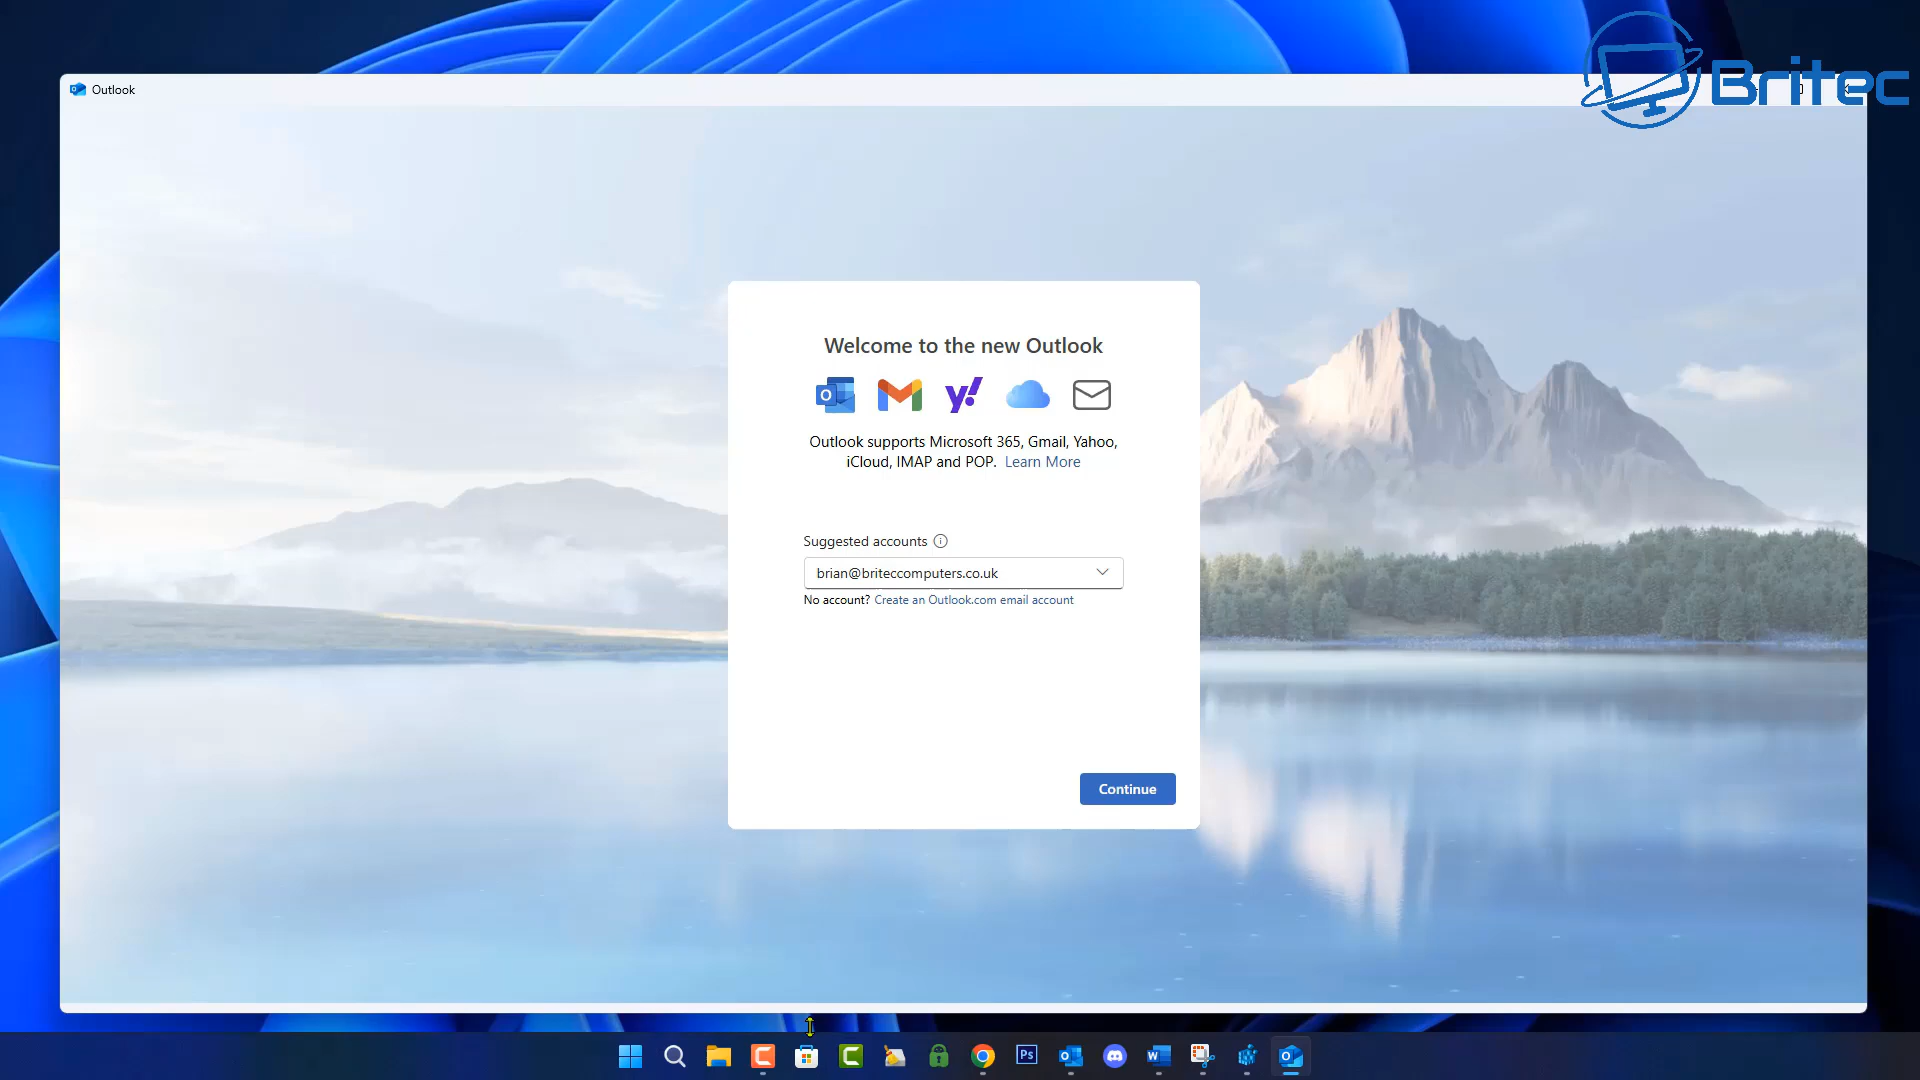 Britec
Outlook
Welcome to the new Outlook
Outlook supports Microsoft 365, Gmail, Yahoo,
iCloud, IMAP and POP. Learn More
Suggested accounts
brian@briteccomputers.co.uk
No account? Create an Outlook.com email account
Continue